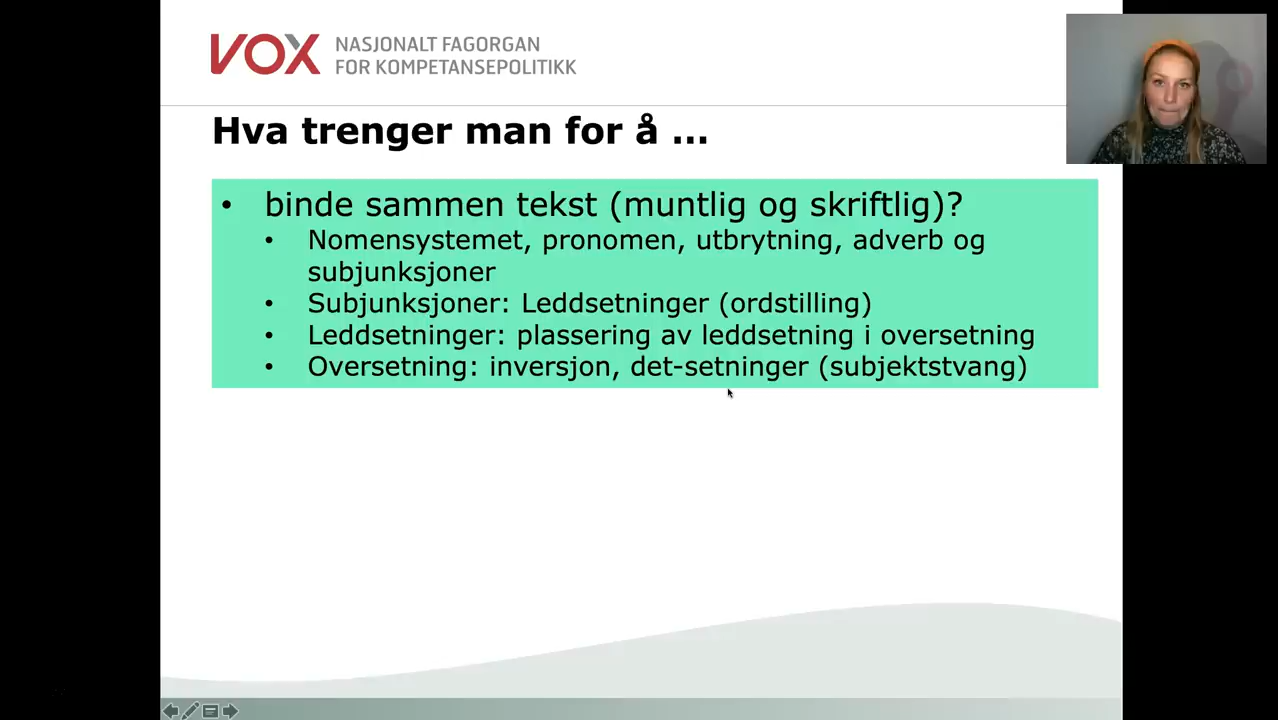 VOX NASJONALT FAGORGAN
FOR KOMPETANSEPOLITIKK
Hva trenger man for å ...
• binde sammen tekst (muntlig og skriftlig)?
• Nomensystemet, pronomen, utbrytning, adverb og
subjunksjoner
• Subjunksjoner: Leddsetninger (ordstilling)
• Leddsetninger: plassering av leddsetning i oversetning
• Oversetning: inversjon, det-setninger (subjektstvang)